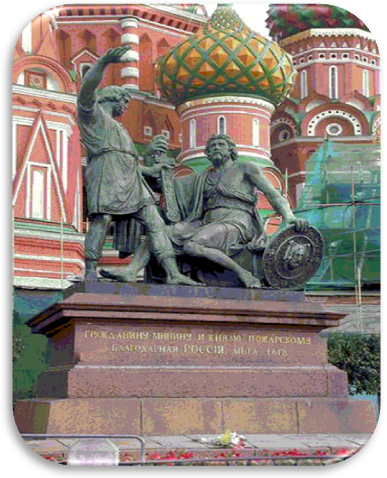 ГРАЖДАНИНУ МИНИНУ И КНЯЗЮ ПОЖАРСКОМУ
БЛАГОДАРНАЯ РОССІЯ. ЛѢТА 1818